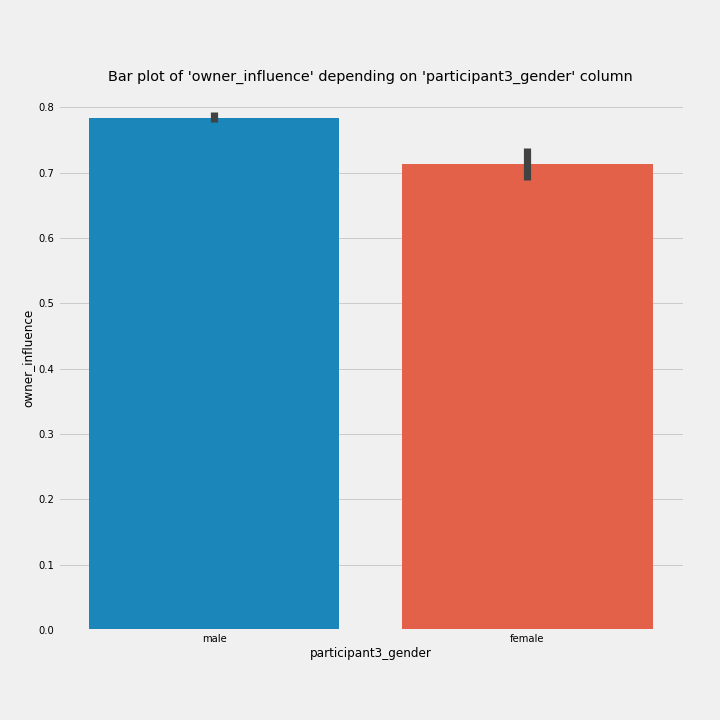 Bar plot of 'owner_influence' depending on 'participant3_gender' column
0.8
0.7
0.6
0.5
0.4
0.3
0.2
0.1
0.0
owner_influence
male
female
participant3_gender